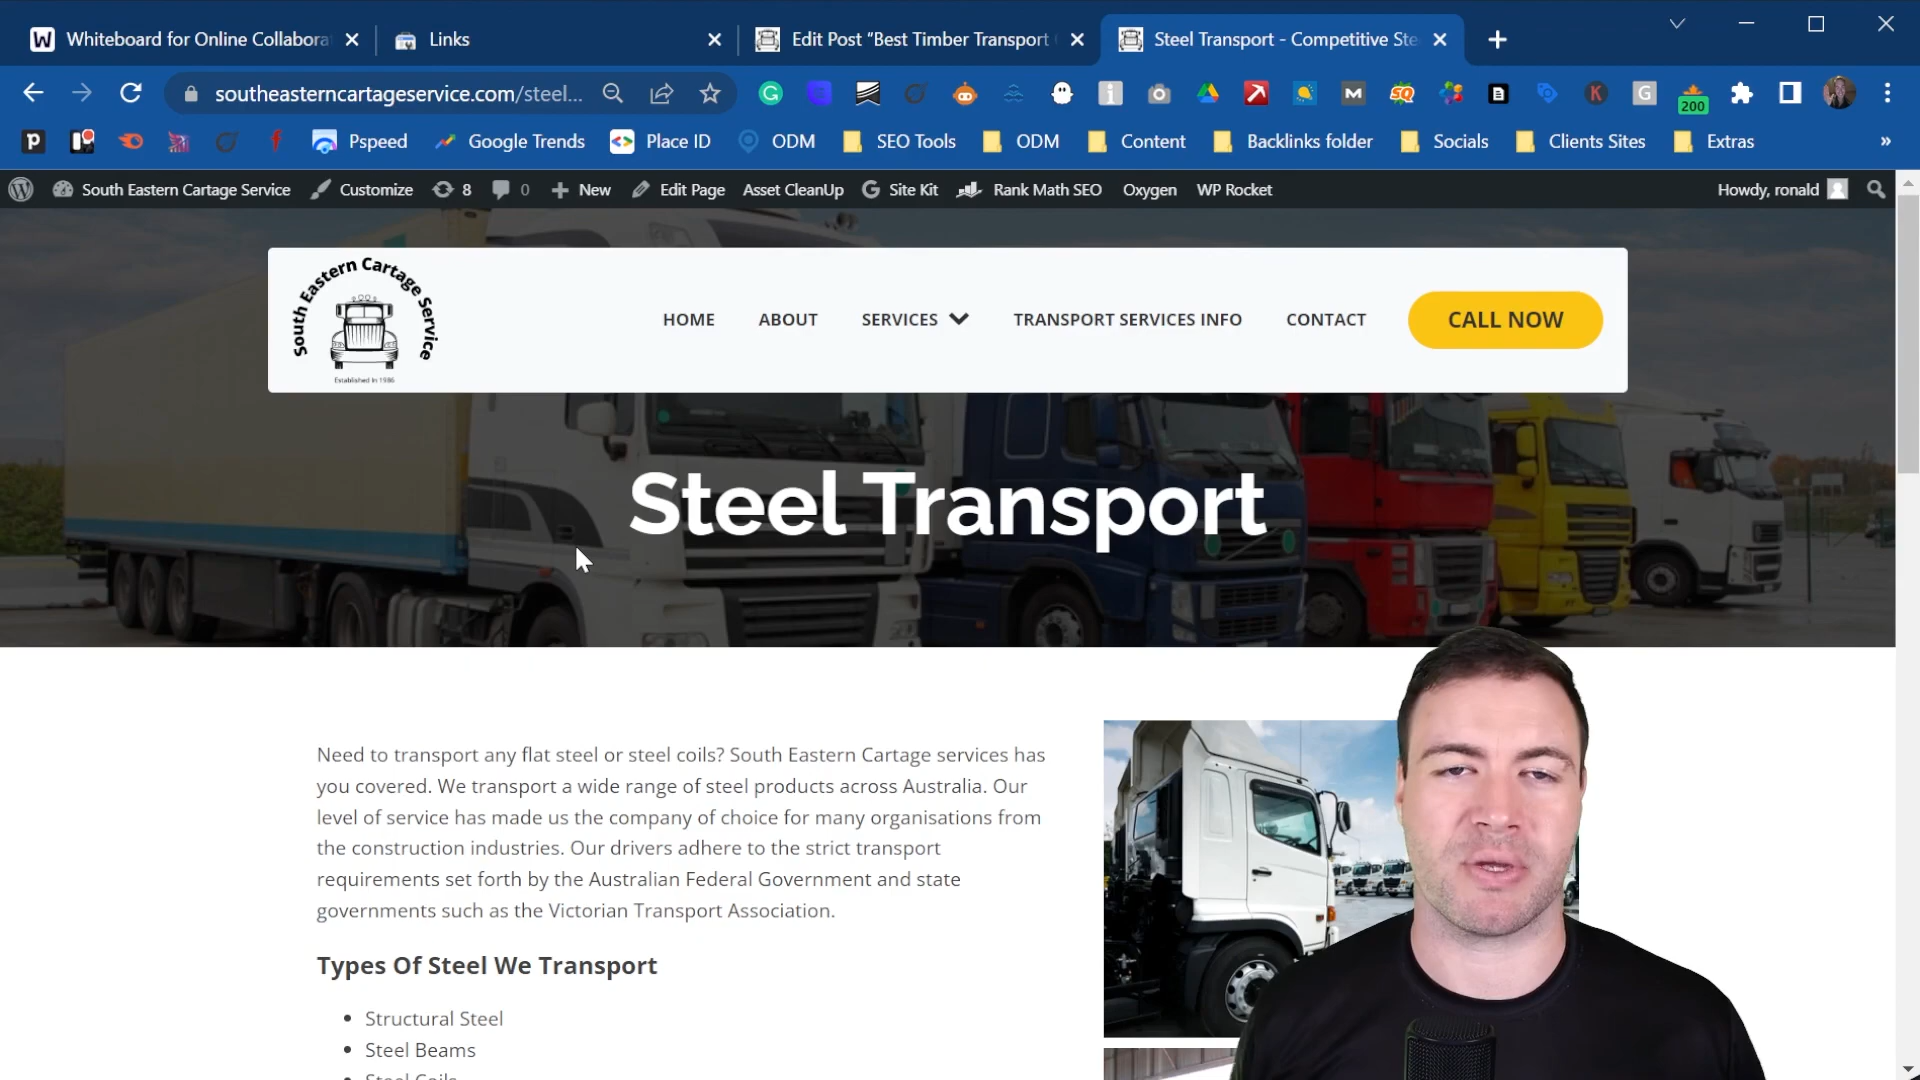 Whiteboard for Online Collabora
Links
Edit Post "Best Timber Transport
Steel Transport - Competitive Ste
southeasterncartageservice.com/steel...
200
Pspeed
Google Trends
Place ID
ODM
SEO Tools
ODM
Content
Backlinks folder
Socials
Clients Sites
Extras
»
South Eastern Cartage Service
Customize
8
0
New
Edit Page
Asset CleanUp
Site Kit
Rank Math SEO
Oxygen
WP Rocket
Howdy, ronald
South Eastern Cartage Service
Established In 1986
HOME
ABOUT
SERVICES
TRANSPORT SERVICES INFO
CONTACT
CALL NOW
Steel Transport
Need to transport any flat steel or steel coils? South Eastern Cartage services has
you covered. We transport a wide range of steel products across Australia. Our
level of service has made us the company of choice for many organisations from
the construction industries. Our drivers adhere to the strict transport
requirements set forth by the Australian Federal Government and state
governments such as the Victorian Transport Association.
Types Of Steel We Transport
• Structural Steel
• Steel Beams
• Steel Coils